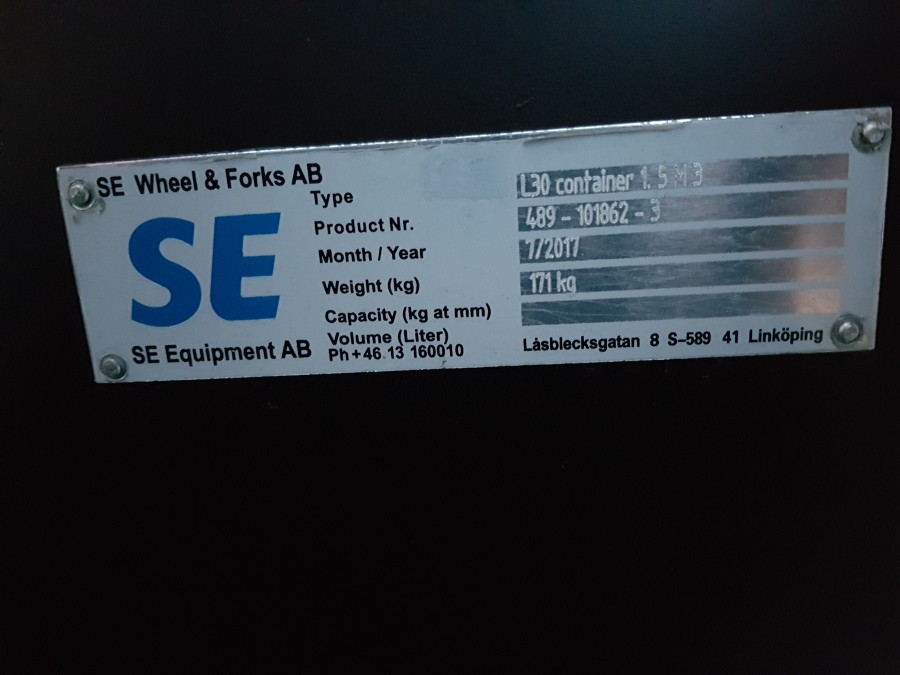 SE Wheel & Forks AB
SE
SE Equipment AB
Type L30 container 1.5 M3
Product Nr. 489-101862-3
Month / Year 1/2017
Weight (kg) 171 kg
Capacity (kg at mm)
Volume (Liter)
Ph+46.13 160010
Låsblecksgatan 8 S-589 41 Linköping